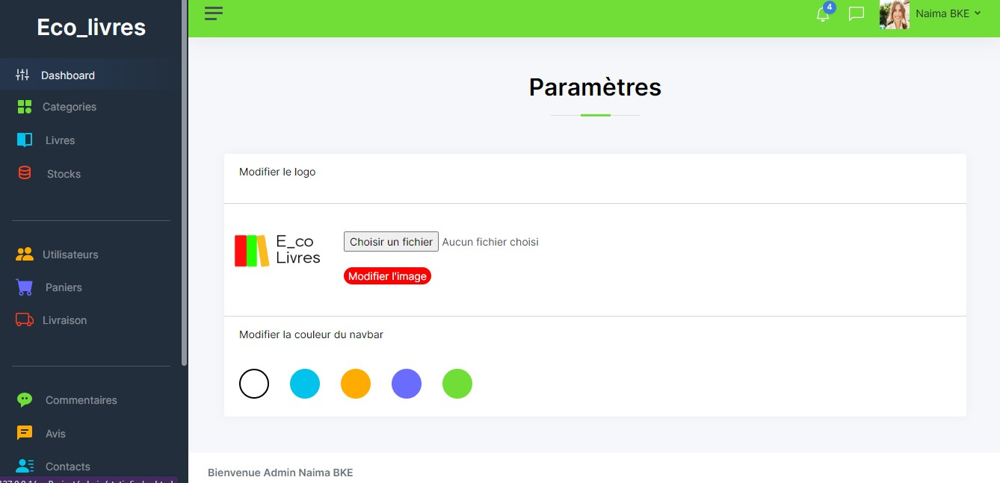 Eco_livres
Dashboard
Categories
Livres
Stocks
Utilisateurs
Paniers
Livraison
Commentaires
Avis
Contacts
4
Naima BKE
Paramètres
Modifier le logo
E_co
Livres
Choisir un fichier Aucun fichier choisi
Modifier l'image
Modifier la couleur du navbar
Bienvenue Admin Naima BKE